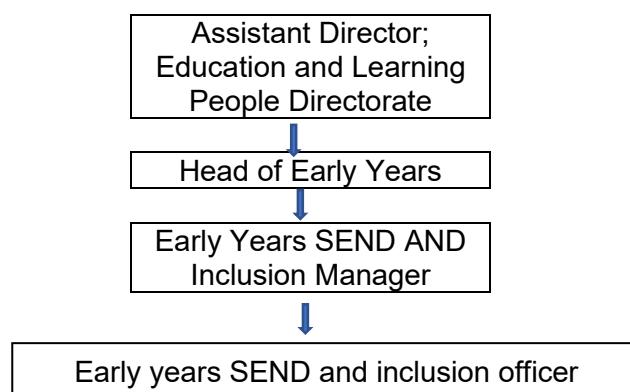 Assistant Director;
Education and Learning
People Directorate
Head of Early Years
Early Years SEND AND
Inclusion Manager
Early years SEND and inclusion officer